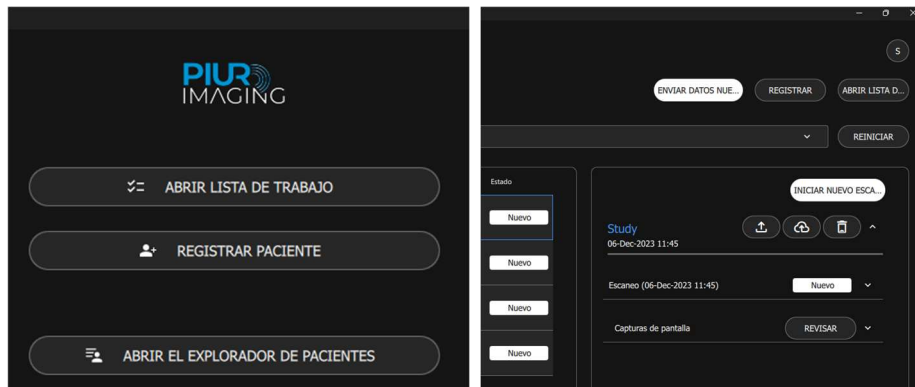 PIUR
IMAGING
ABRIR LISTA DE TRABAJO
REGISTRAR PACIENTE
ABRIR EL EXPLORADOR DE PACIENTES
S
ENVIAR DATOS NUE...
REGISTRAR
ABRIR LISTA D...
REINICIAR
Estado
Nuevo
Nuevo
Nuevo
Nuevo
INICIAR NUEVO ESCA...
Study
06-Dec-2023 11:45
Escaneo (06-Dec-2023 11:45) Nuevo
Capturas de pantalla REVISAR